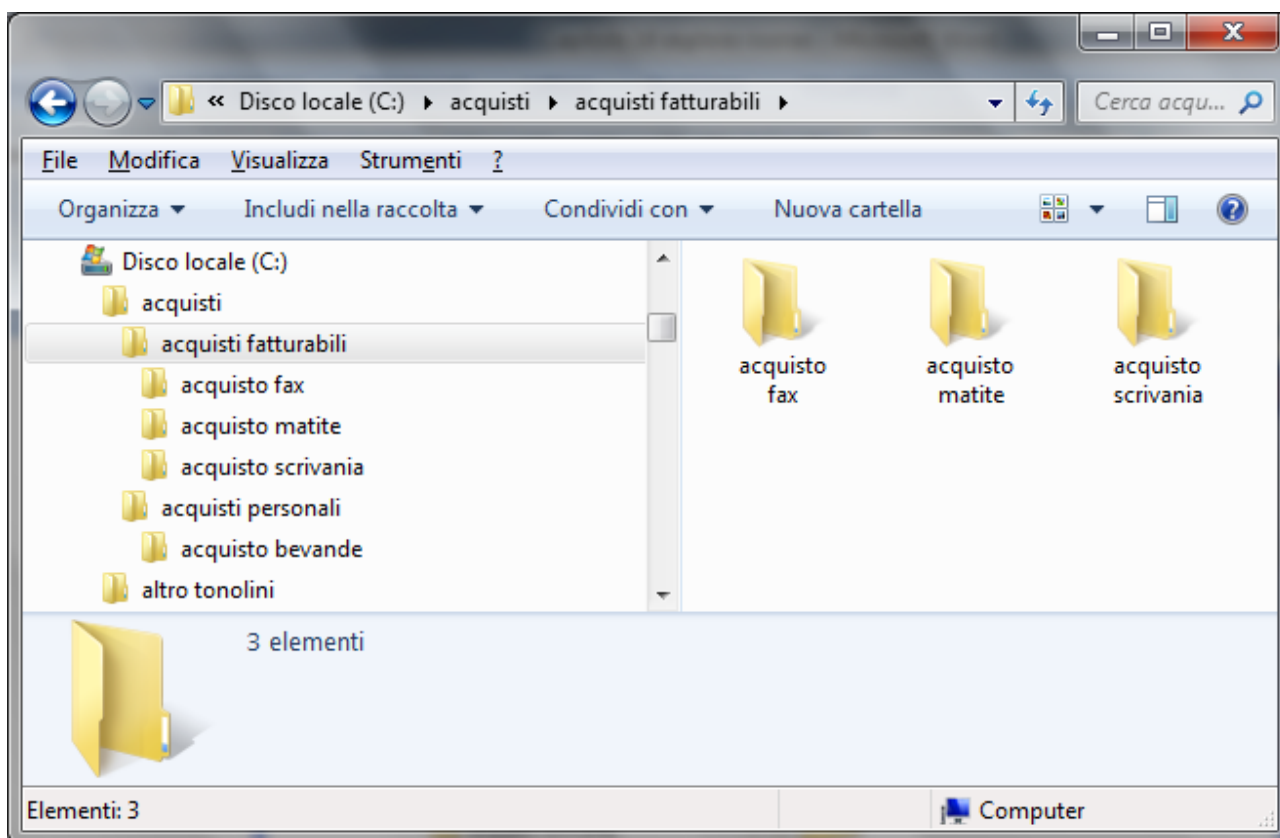 « Disco locale (C:) ▸ acquisti ▸ acquisti fatturabili ▸ Cerca acqu...
File Modifica Visualizza Strumenti ?
Organizza Includi nella raccolta Condividi con Nuova cartella
Disco locale (C:)
acquisti
acquisti fatturabili
acquisto fax
acquisto matite
acquisto scrivania
acquisti personali
acquisto bevande
altro tonolini
acquisto
fax
acquisto
matite
acquisto
scrivania
3 elementi
Elementi: 3 Computer